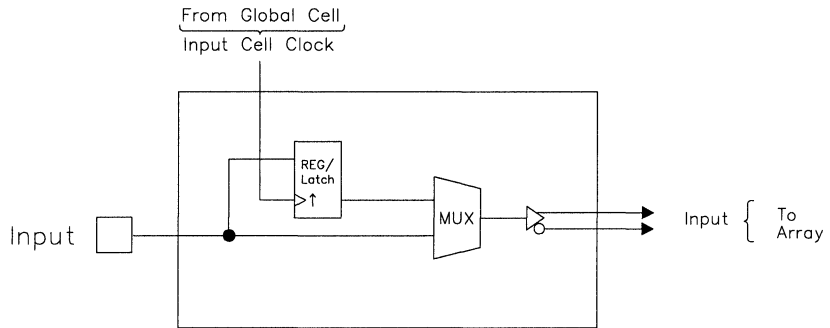 From Global Cell
Input Cell Clock
REG/
Latch
↑
MUX
Input
Input { To
Array